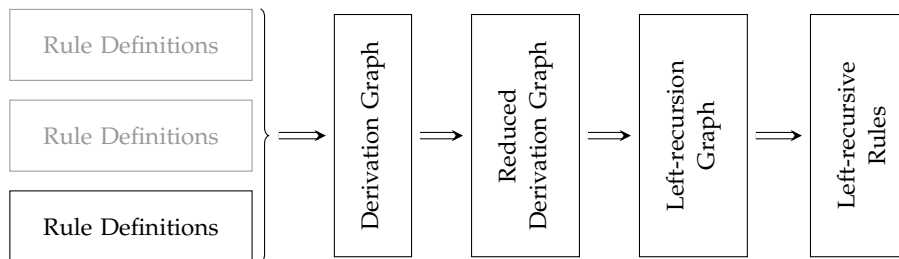 Rule Definitions
Rule Definitions
Rule Definitions
Derivation Graph
Reduced
Derivation Graph
Left-recursion
Graph
Left-recursive
Rules